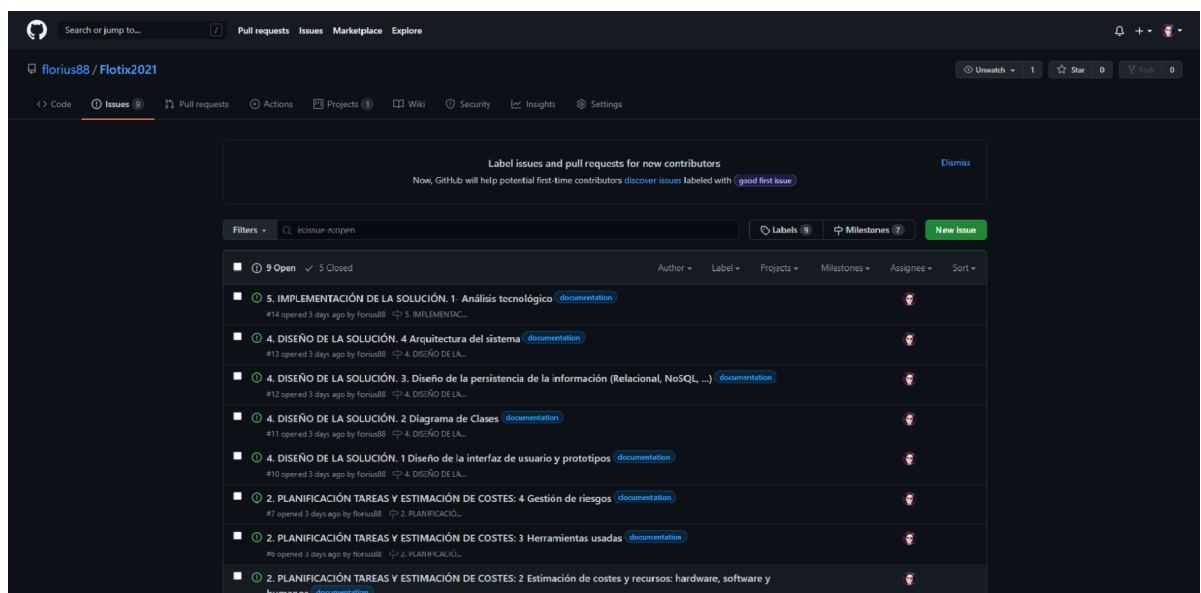 Search or jump to... / Pull requests Issues Marketplace Explore
florius88 / Flotix2021 Unwatch 1 Star 0 Fork 0
Code Issues 9 Pull requests Actions Projects 1 Wiki Security Insights Settings
Label issues and pull requests for new contributors Dismiss
Now, GitHub will help potential first-time contributors discover issues labeled with good first issue
Filters is:issue is:open Labels 9 Milestones 7 New issue
9 Open 5 Closed Author Label Projects Milestones Assignee Sort
5. IMPLEMENTACIÓN DE LA SOLUCIÓN. 1- Análisis tecnológico documentation
#14 opened 3 days ago by florius88 5. IMPLEMENTAC...
4. DISEÑO DE LA SOLUCIÓN. 4 Arquitectura del sistema documentation
#13 opened 3 days ago by florius88 4. DISEÑO DE LA...
4. DISEÑO DE LA SOLUCIÓN. 3. Diseño de la persistencia de la información (Relacional, NoSQL, ...) documentation
#12 opened 3 days ago by florius88 4. DISEÑO DE LA...
4. DISEÑO DE LA SOLUCIÓN. 2 Diagrama de Clases documentation
#11 opened 3 days ago by florius88 4. DISEÑO DE LA...
4. DISEÑO DE LA SOLUCIÓN. 1 Diseño de la interfaz de usuario y prototipos documentation
#10 opened 3 days ago by florius88 4. DISEÑO DE LA...
2. PLANIFICACIÓN TAREAS Y ESTIMACIÓN DE COSTES: 4 Gestión de riesgos documentation
#7 opened 3 days ago by florius88 2. PLANIFICACIÓ...
2. PLANIFICACIÓN TAREAS Y ESTIMACIÓN DE COSTES: 3 Herramientas usadas documentation
#6 opened 3 days ago by florius88 2. PLANIFICACIÓ...
2. PLANIFICACIÓN TAREAS Y ESTIMACIÓN DE COSTES: 2 Estimación de costes y recursos: hardware, software y
humanos documentation